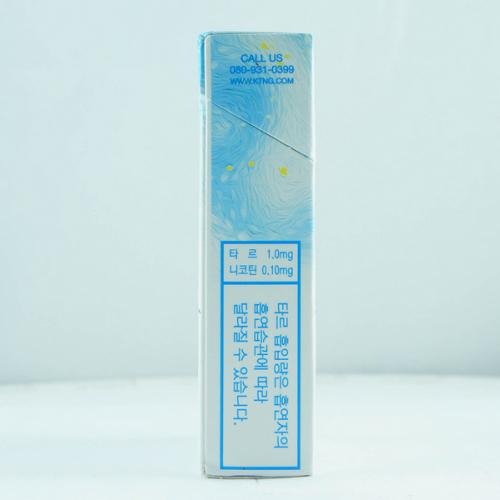 CALL US
080-931-0399
WWW.KTNG.COM
타 르 1.0mg
니코틴 0.10mg
타르 흡입량은 흡연자의
흡연습관에 따라
달라질 수 있습니다.